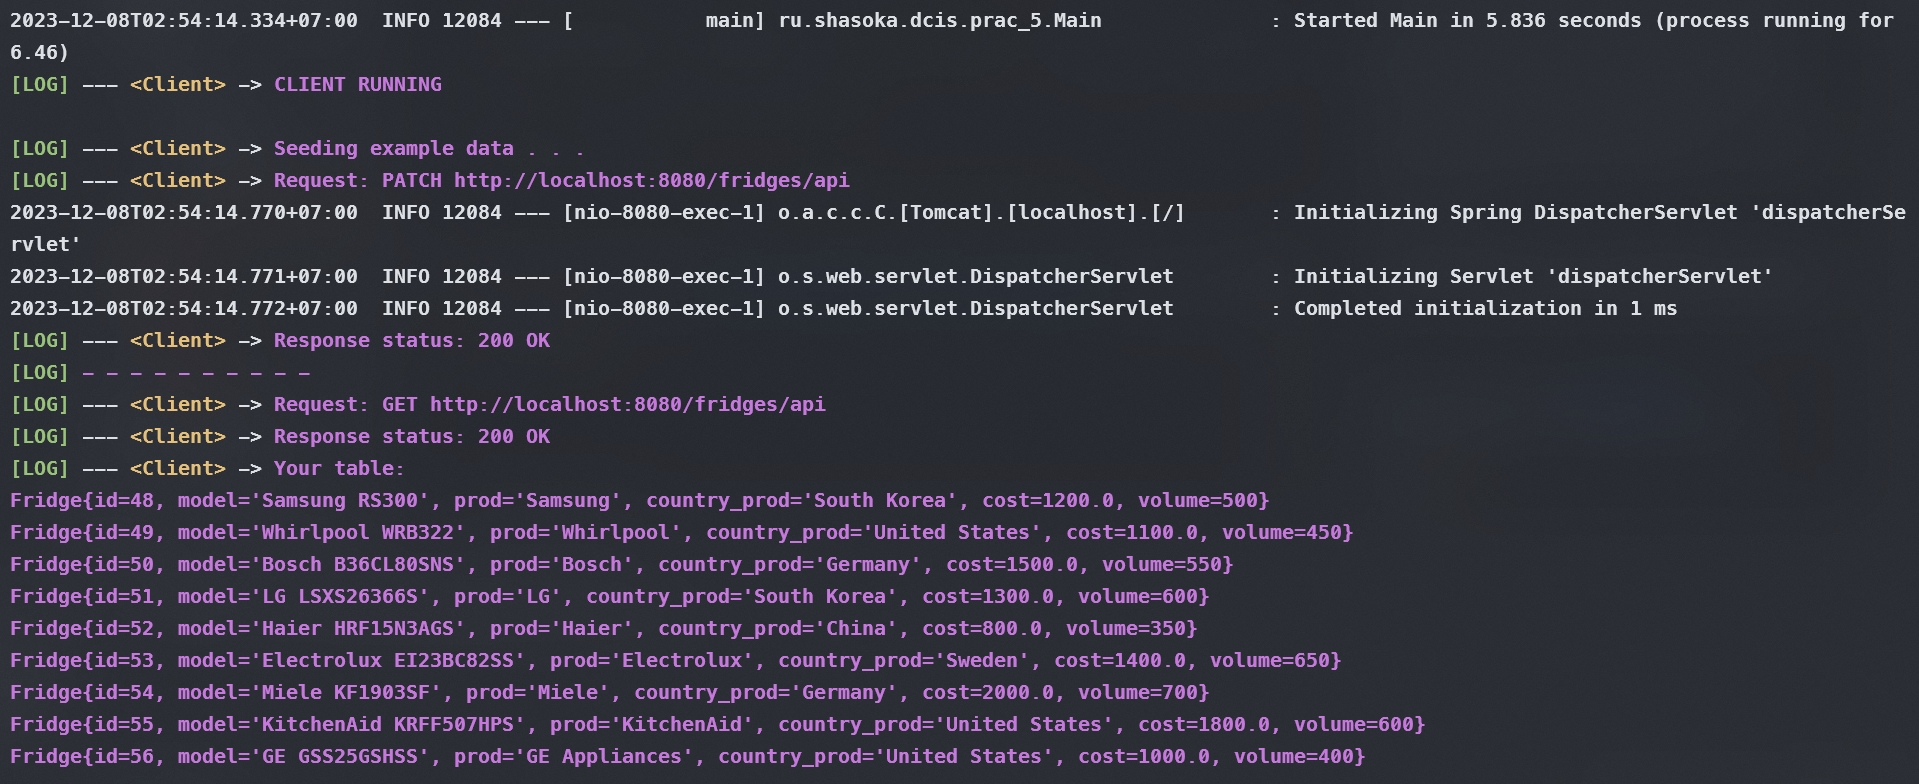 2023-12-08T02:54:14.334+07:00  INFO 12084 --- [           main] ru.shasoka.dcis.prac_5.Main              : Started Main in 5.836 seconds (process running for
6.46)
[LOG] --- <Client> -> CLIENT RUNNING
[LOG] --- <Client> -> Seeding example data . . .
[LOG] --- <Client> -> Request: PATCH http://localhost:8080/fridges/api
2023-12-08T02:54:14.770+07:00  INFO 12084 --- [nio-8080-exec-1] o.a.c.c.C.[Tomcat].[localhost].[/]       : Initializing Spring DispatcherServlet 'dispatcherSe
rvlet'
2023-12-08T02:54:14.771+07:00  INFO 12084 --- [nio-8080-exec-1] o.s.web.servlet.DispatcherServlet        : Initializing Servlet 'dispatcherServlet'
2023-12-08T02:54:14.772+07:00  INFO 12084 --- [nio-8080-exec-1] o.s.web.servlet.DispatcherServlet        : Completed initialization in 1 ms
[LOG] --- <Client> -> Response status: 200 OK
[LOG] - - - - - - - - - -
[LOG] --- <Client> -> Request: GET http://localhost:8080/fridges/api
[LOG] --- <Client> -> Response status: 200 OK
[LOG] --- <Client> -> Your table:
Fridge{id=48, model='Samsung RS300', prod='Samsung', country_prod='South Korea', cost=1200.0, volume=500}
Fridge{id=49, model='Whirlpool WRB322', prod='Whirlpool', country_prod='United States', cost=1100.0, volume=450}
Fridge{id=50, model='Bosch B36CL80SNS', prod='Bosch', country_prod='Germany', cost=1500.0, volume=550}
Fridge{id=51, model='LG LSXS26366S', prod='LG', country_prod='South Korea', cost=1300.0, volume=600}
Fridge{id=52, model='Haier HRF15N3AGS', prod='Haier', country_prod='China', cost=800.0, volume=350}
Fridge{id=53, model='Electrolux EI23BC82SS', prod='Electrolux', country_prod='Sweden', cost=1400.0, volume=650}
Fridge{id=54, model='Miele KF1903SF', prod='Miele', country_prod='Germany', cost=2000.0, volume=700}
Fridge{id=55, model='KitchenAid KRFF507HPS', prod='KitchenAid', country_prod='United States', cost=1800.0, volume=600}
Fridge{id=56, model='GE GSS25GSHSS', prod='GE Appliances', country_prod='United States', cost=1000.0, volume=400}